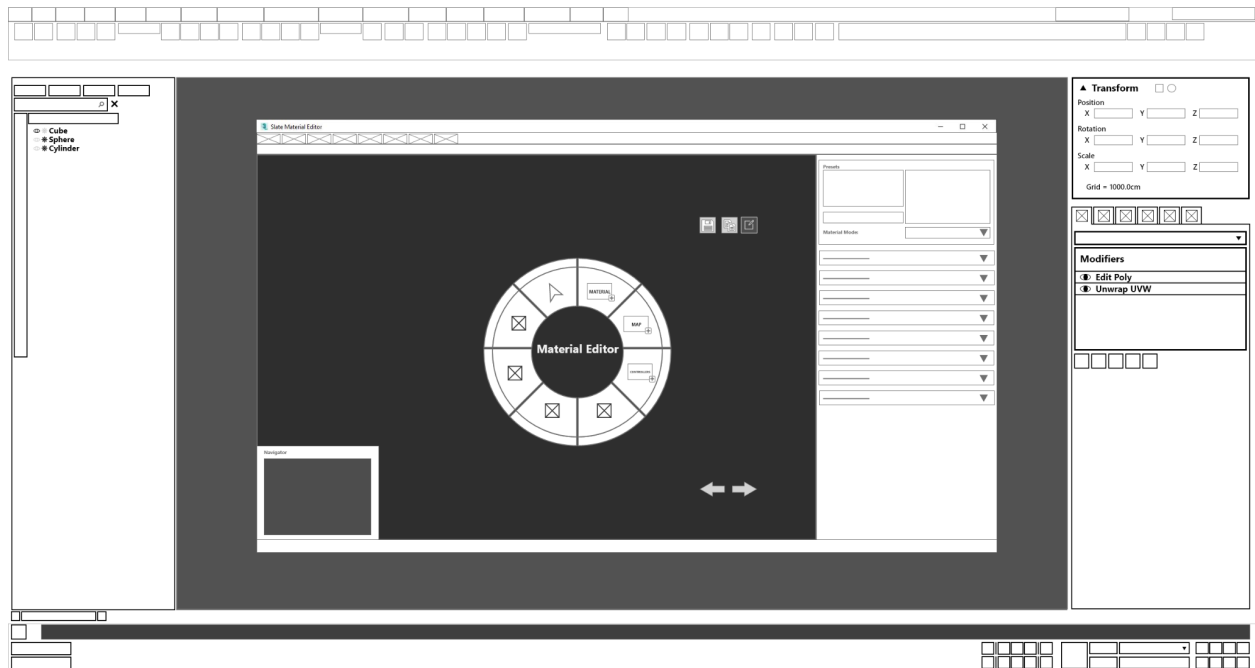 Cube
Sphere
Cylinder
Slate Material Editor
Presets
Material Mode:
MATERIAL
MAP
CONTROLLERS
Material Editor
Navigator
Transform
Position
X Y Z
Rotation
X Y Z
Scale
X Y Z
Grid = 1000.0cm
Modifiers
Edit Poly
Unwrap UVW